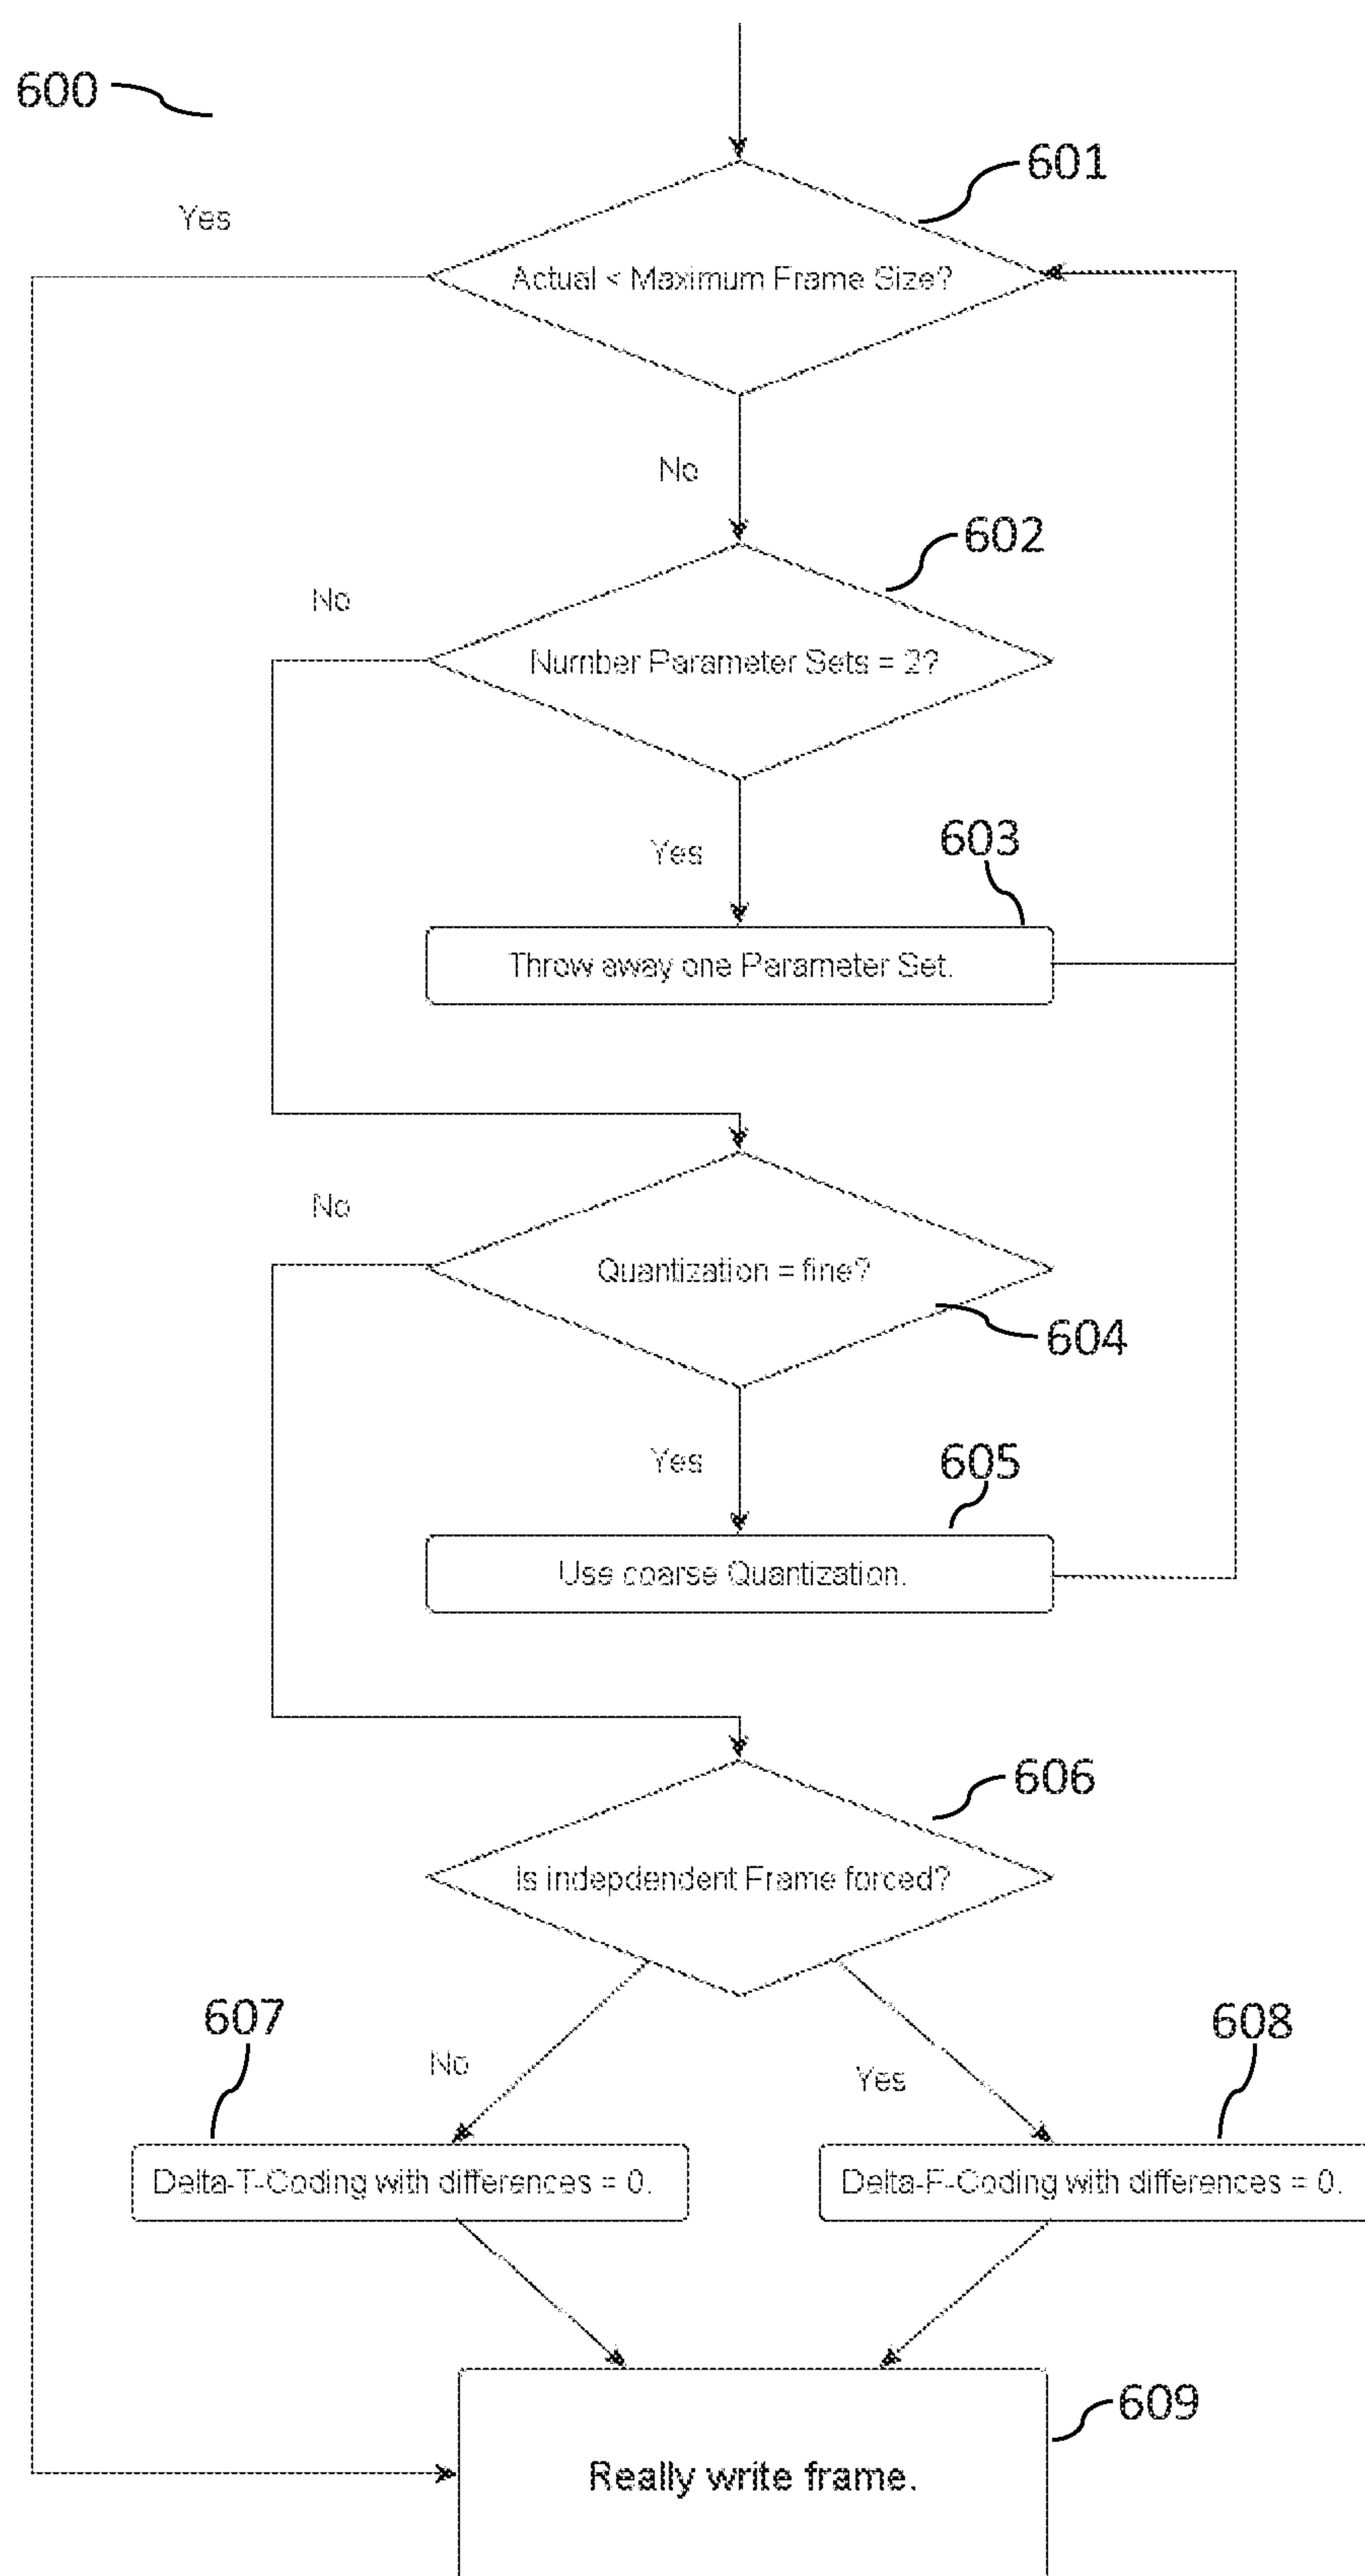 600
601
Yes
Actual < Maximum Frame Size?
No
602
No
Number Parameter Sets = 2?
603
Yes
Throw away one Parameter Set.
No
Quantization = fine?
604
605
Yes
Use coarse Quantization.
606
Is indepdendent Frame forced?
607
608
No
Yes
Delta-T-Coding with differences = 0.
Delta-F-Coding with differences = 0.
609
Really write frame.